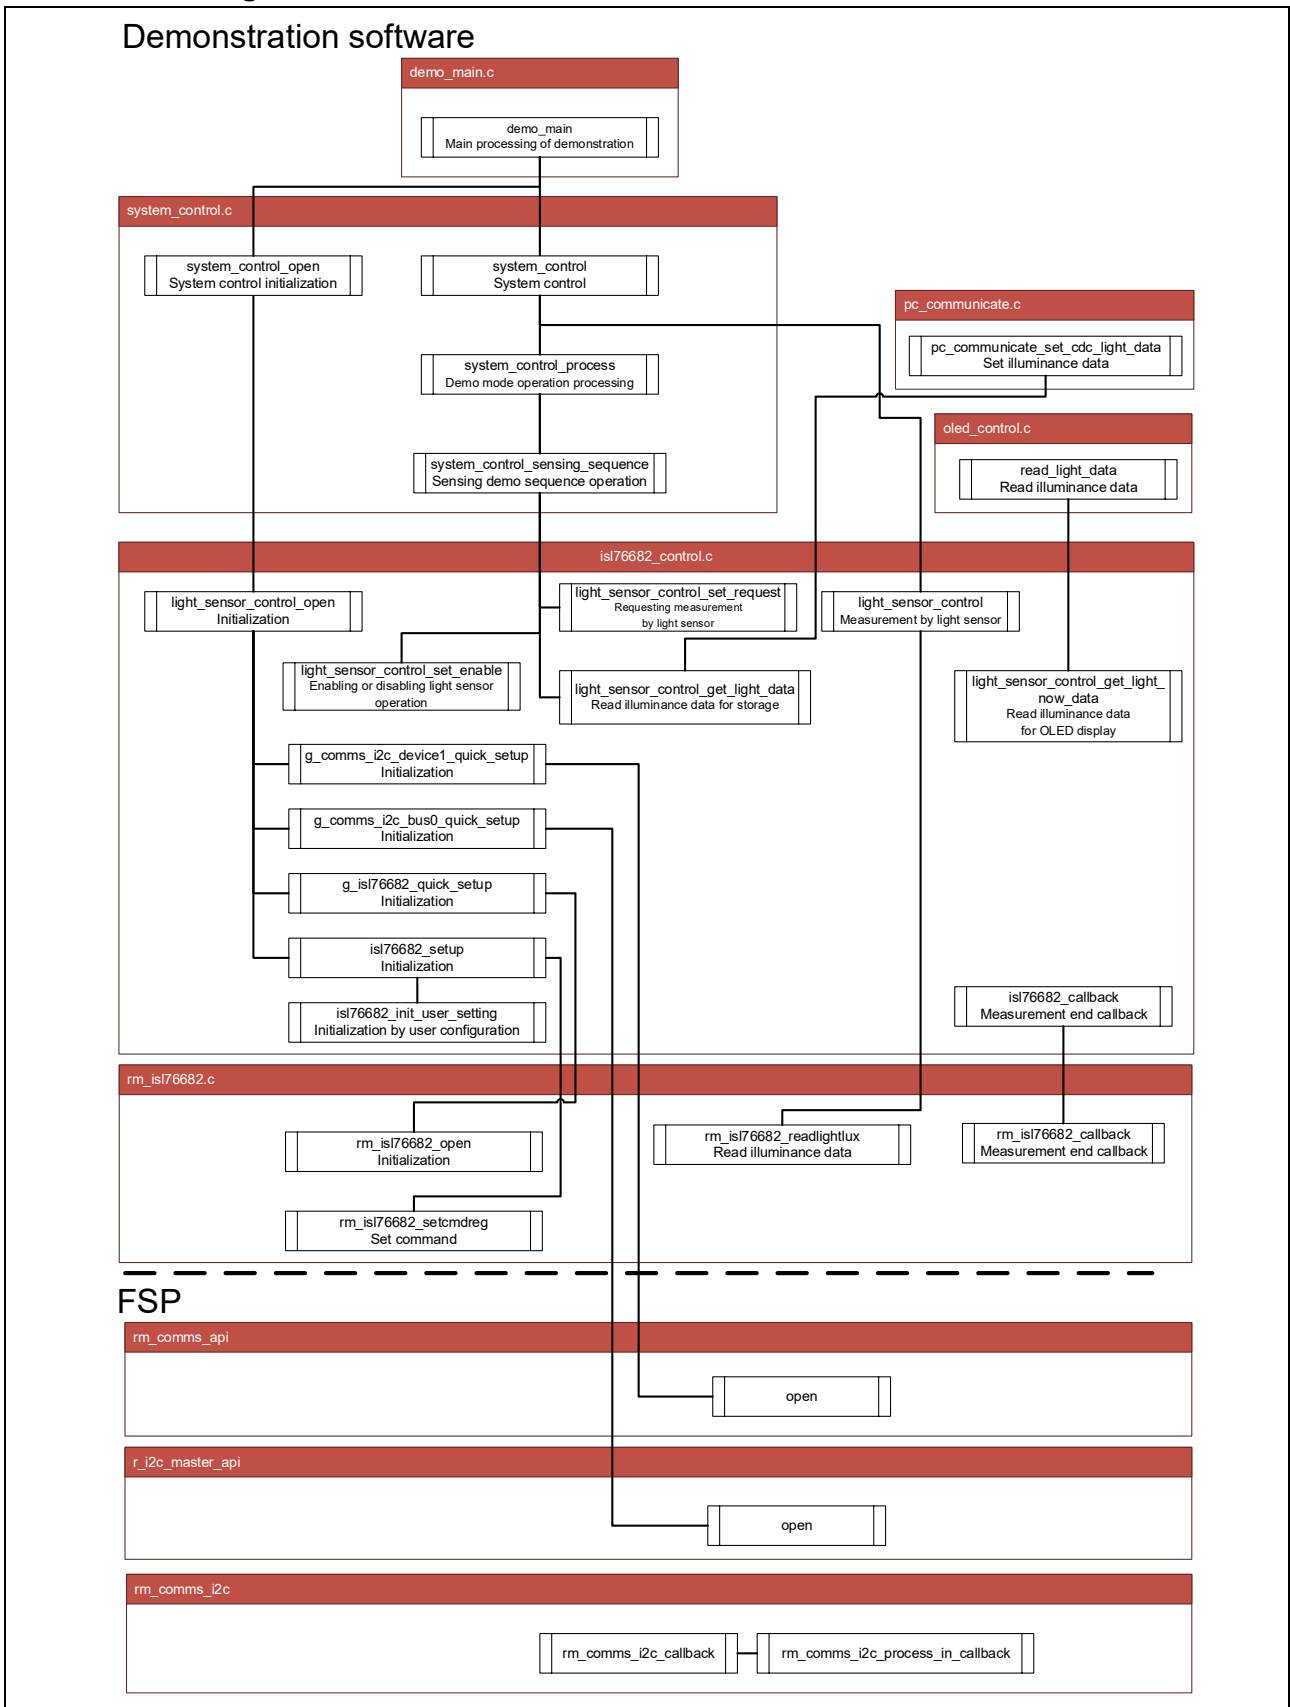 Demonstration software
demo_main.c
demo_main
Main processing of demonstration
system_control.c
system_control_open
System control initialization
system_control
System control
pc_communicate.c
pc_communicate_set_cdc_light_data
Set illuminance data
system_control_process
Demo mode operation processing
oled_control.c
system_control_sensing_sequence
Sensing demo sequence operation
read_light_data
Read illuminance data
isl76682_control.c
light_sensor_control_open
Initialization
light_sensor_control_set_request
Requesting measurement
by light sensor
light_sensor_control
Measurement by light sensor
light_sensor_control_set_enable
Enabling or disabling light sensor
operation
light_sensor_control_get_light_data
Read illuminance data for storage
light_sensor_control_get_light_
now_data
Read illuminance data
for OLED display
g_comms_i2c_device1_quick_setup
Initialization
g_comms_i2c_bus0_quick_setup
Initialization
g_isl76682_quick_setup
Initialization
isl76682_setup
Initialization
isl76682_init_user_setting
Initialization by user configuration
isl76682_callback
Measurement end callback
rm_isl76682.c
rm_isl76682_open
Initialization
rm_isl76682_readlightlux
Read illuminance data
rm_isl76682_callback
Measurement end callback
rm_isl76682_setcmdreg
Set command
FSP
rm_comms_api
open
r_i2c_master_api
open
rm_comms_i2c
rm_comms_i2c_callback
rm_comms_i2c_process_in_callback